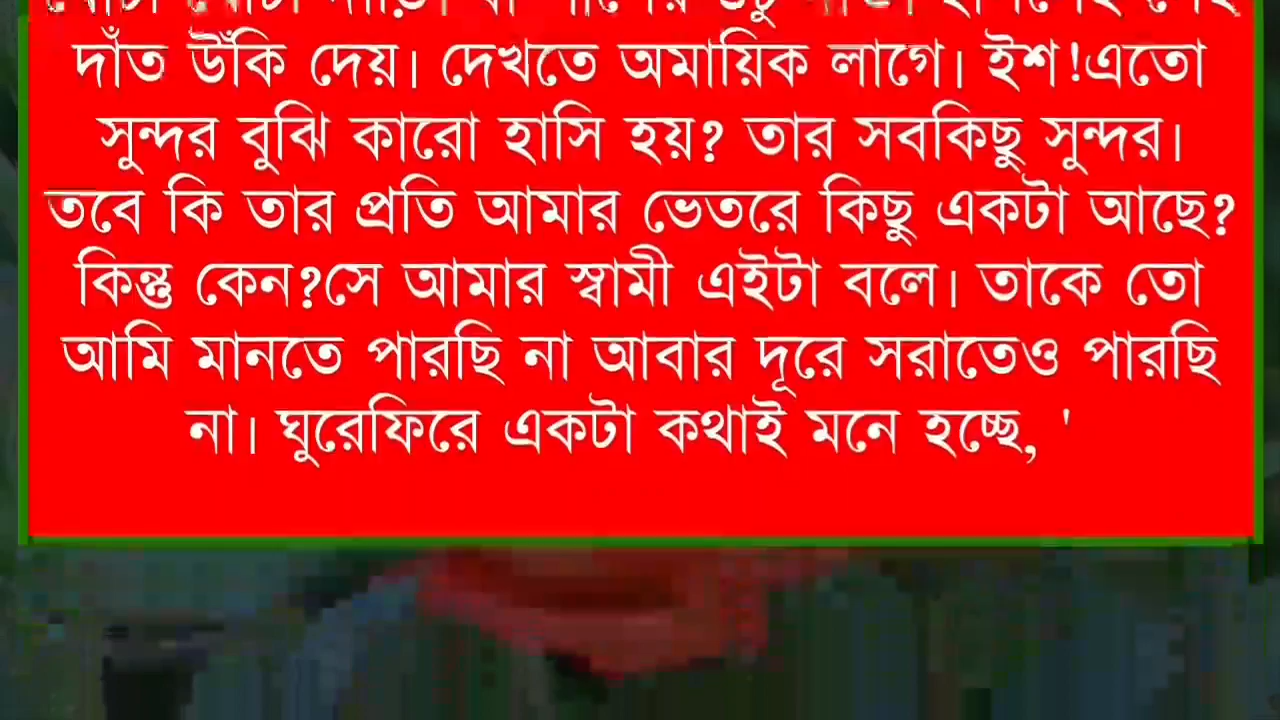 দাঁত উঁকি দেয়। দেখতে অমায়িক লাগে। ইশ!এতো
সুন্দর বুঝি কারো হাসি হয়? তার সবকিছু সুন্দর।
তবে কি তার প্রতি আমার ভেতরে কিছু একটা আছে?
কিন্তু কেন?সে আমার স্বামী এইটা বলে। তাকে তো
আমি মানতে পারছি না আবার দূরে সরাতেও পারছি
না। ঘুরেফিরে একটা কথাই মনে হচ্ছে, '